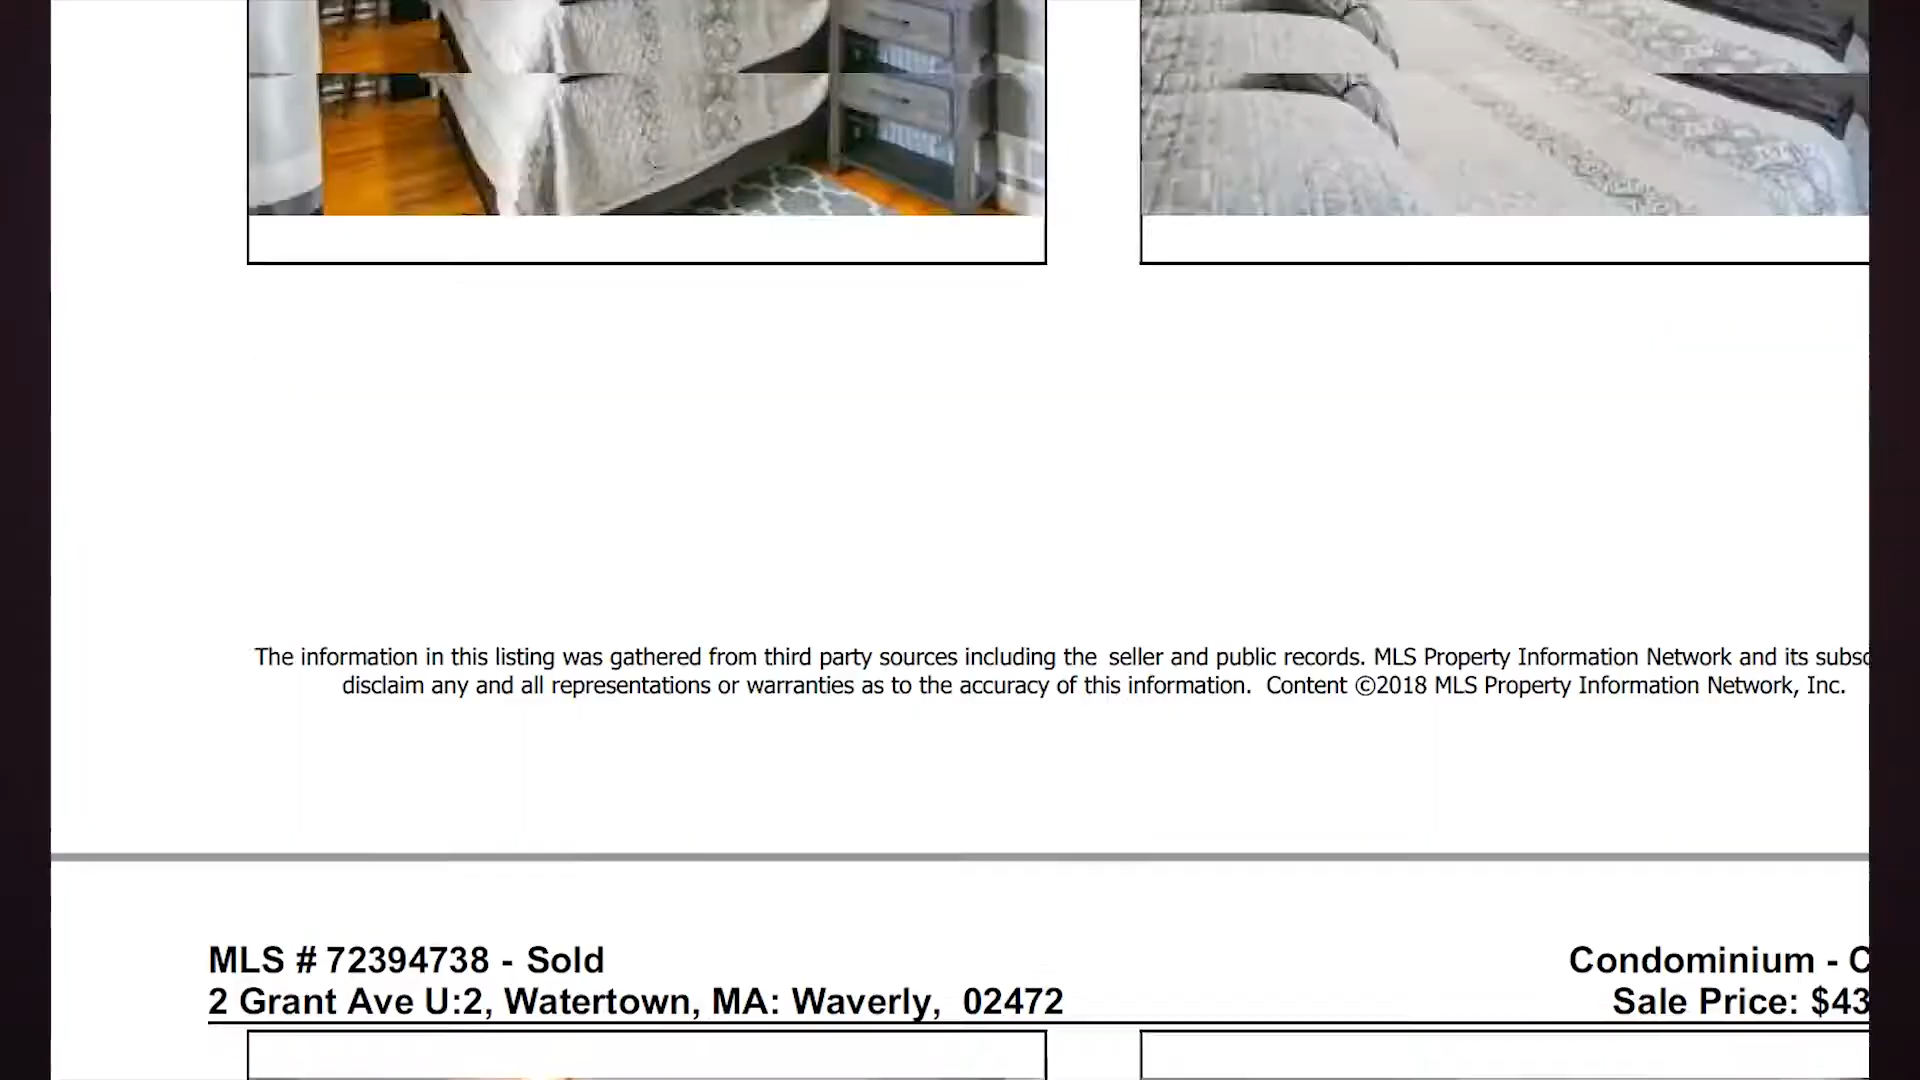 The information in this listing was gathered from third party sources including the seller and public records. MLS Property Information Network and its
disclaim any and all representations or warranties as to the accuracy of this information. Content ©2018 MLS Property Information Network, Inc.
MLS # 72394738 - Sold
Condominium -
2 Grant Ave U:2, Watertown, MA: Waverly, 02472
Sale Price: $43